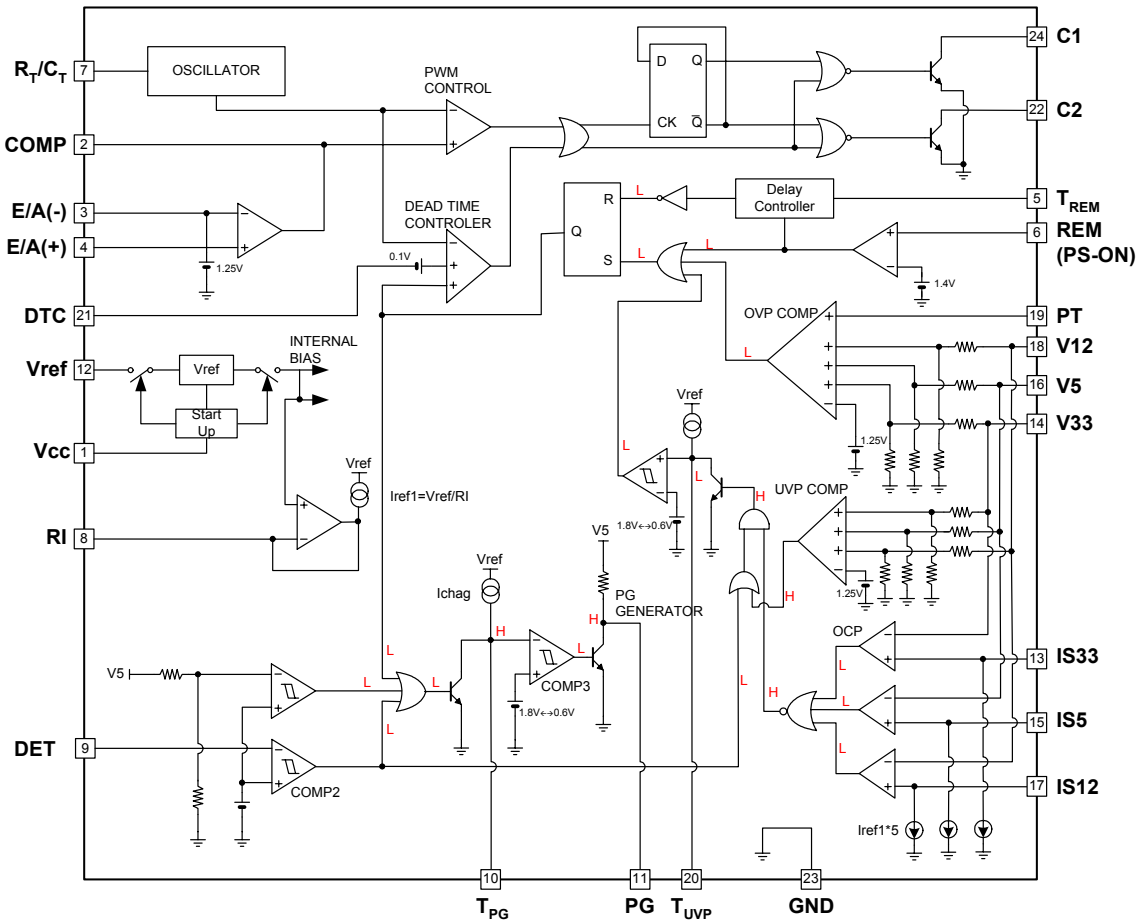 24 C1
7 R_T/C_T
OSCILLATOR
PWM
CONTROL
D Q
CK Q̅
22 C2
2 COMP
3 E/A(-)
4 E/A(+)
1.25V
DEAD TIME
CONTROLER
0.1V
R
Q
S
L
L
Delay
Controller
L
5 T_REM
6 REM
(PS-ON)
1.4V
21 DTC
12 Vref
Vref
Start
Up
INTERNAL
BIAS
1 Vcc
OVP COMP
L
1.25V
19 PT
18 V12
16 V5
14 V33
Vref
L
L
1.8V↔0.6V
H
UVP COMP
1.25V
H
8 RI
Vref
Iref1=Vref/RI
Vref
Ichag
V5
PG
GENERATOR
H
H
L
COMP3
1.8V↔0.6V
V5
L
L
L
L
COMP2
9 DET
L
H
OCP
L
L
L
13 IS33
15 IS5
17 IS12
Iref1*5
10 T_PG
11 PG
20 T_UVP
23 GND